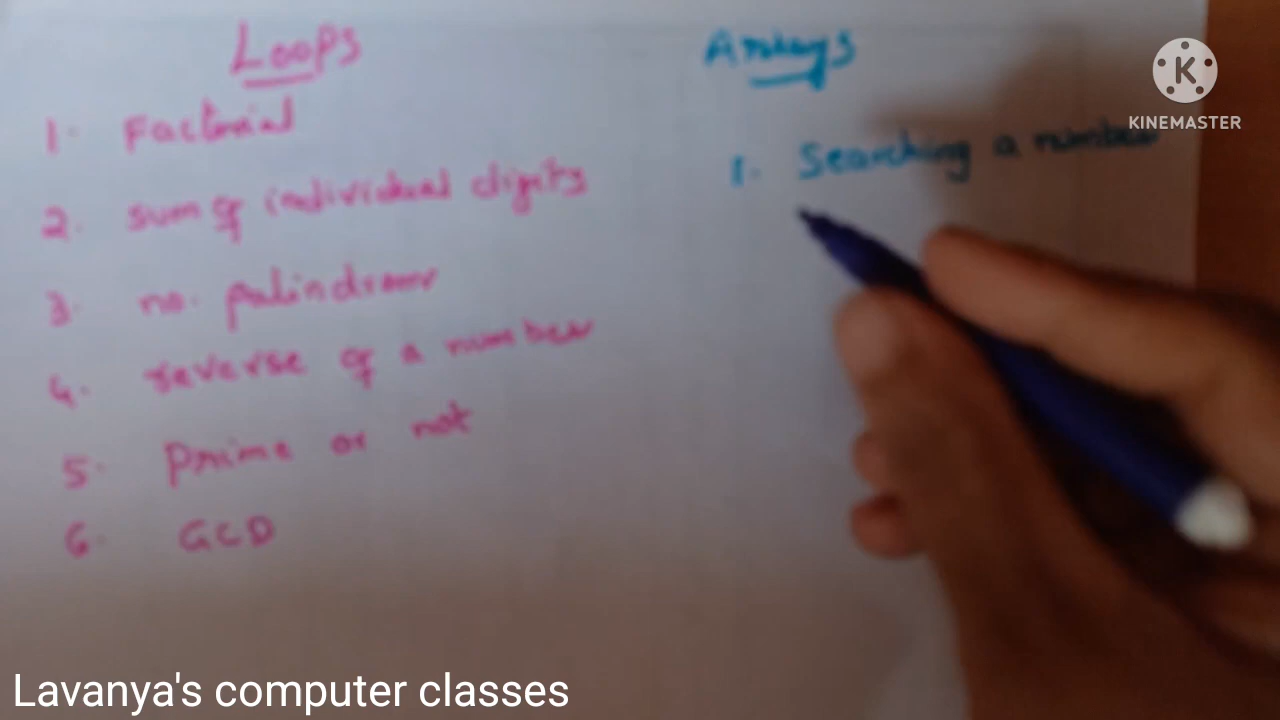 Loops
1. Factorial
2. sum of individual digits
3. no. palindrome
4. reverse of a number
5. prime or not
6. GCD
Arrays
1. Searching a number
KINEMASTER
Lavanya's computer classes